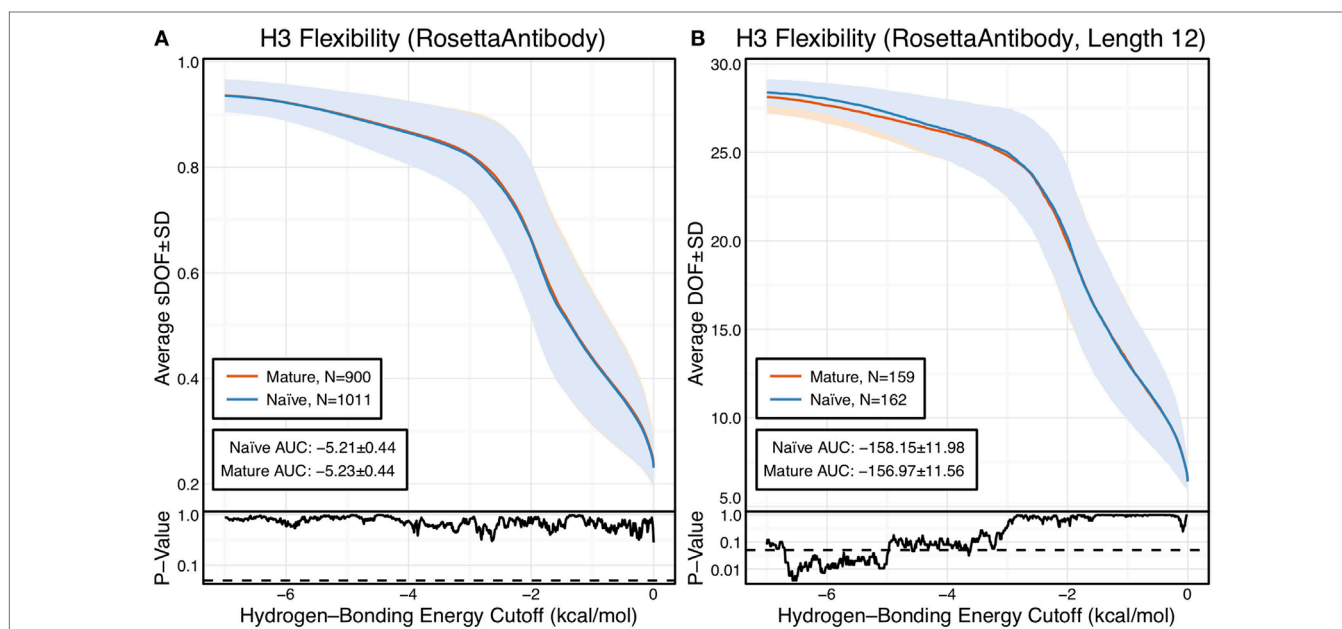 A H3 Flexibility (RosettaAntibody)
1.0
0.8
0.6
0.4
0.2
Average sDOF±SD
Mature, N=900
Naïve, N=1011
Naïve AUC: −5.21±0.44
Mature AUC: −5.23±0.44
P−Value
1.0
0.1
−6 −4 −2 0
Hydrogen−Bonding Energy Cutoff (kcal/mol)
B H3 Flexibility (RosettaAntibody, Length 12)
30.0
25.0
20.0
15.0
10.0
5.0
Average DOF±SD
Mature, N=159
Naïve, N=162
Naïve AUC: −158.15±11.98
Mature AUC: −156.97±11.56
P−Value
1.0
0.1
0.01
−6 −4 −2 0
Hydrogen−Bonding Energy Cutoff (kcal/mol)